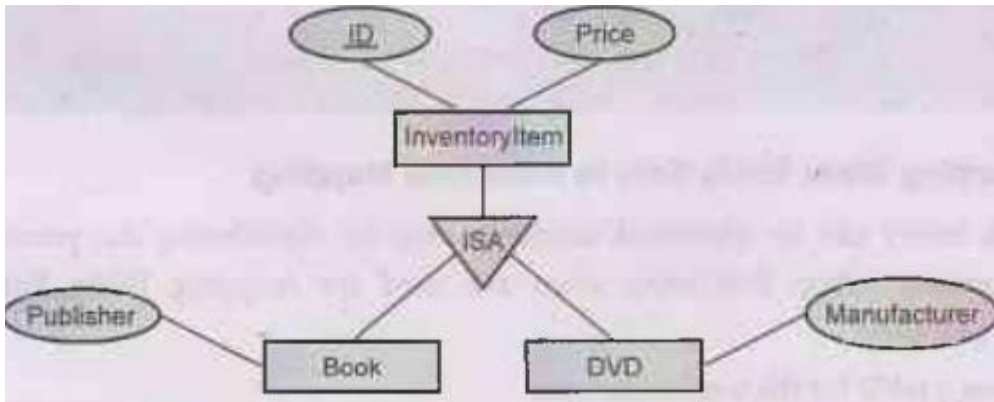 ID
Price
InventoryItem
ISA
Publisher
Manufacturer
Book
DVD